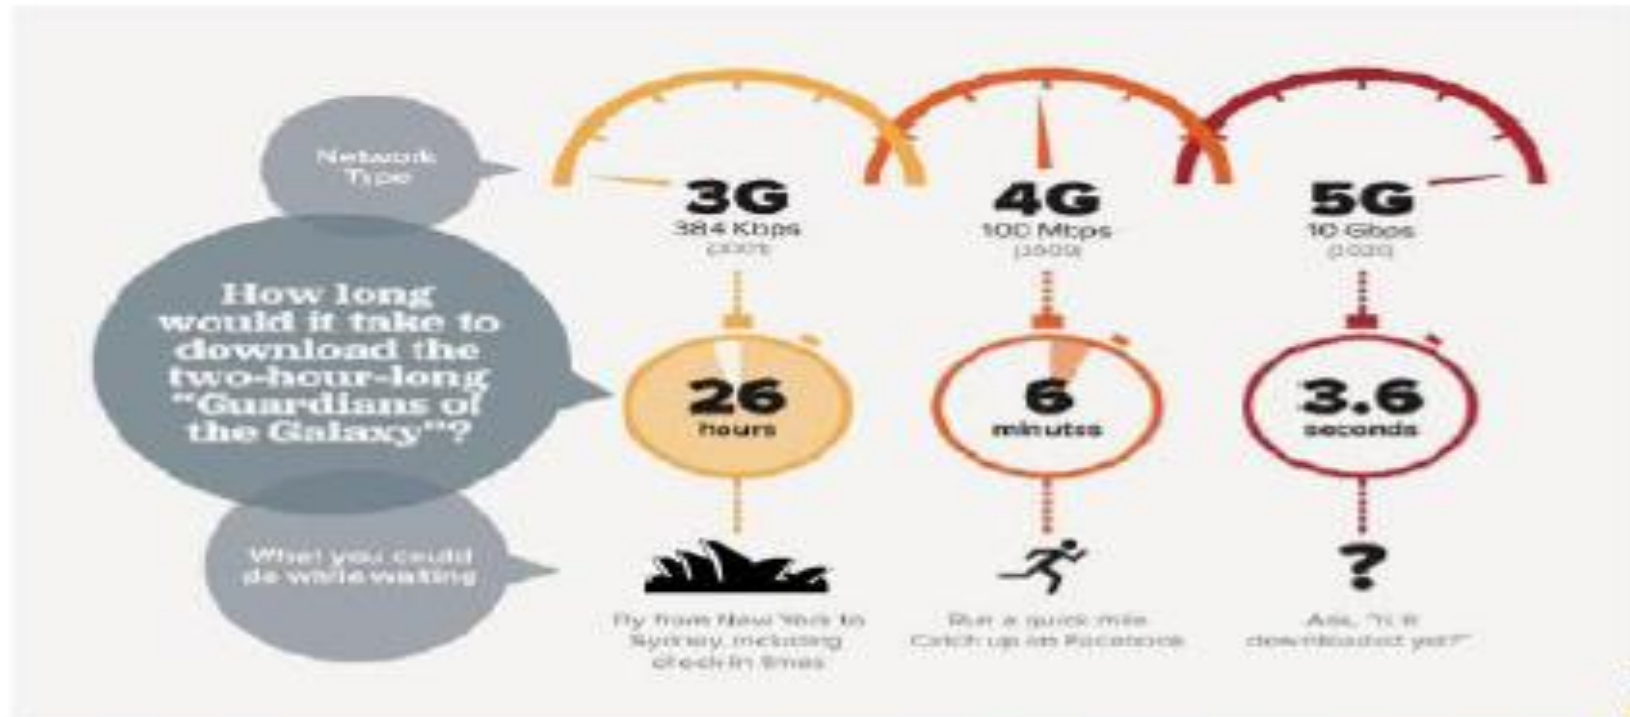 Network
Type
3G
384 Kbps
(2001)
4G
100 Mbps
(2009)
5G
10 Gbps
(2020)
How long
would it take to
download the
two-hour-long
"Guardians of
the Galaxy"?
26
hours
6
minutes
3.6
seconds
What you could
do while waiting
Fly from New York to
Sydney, including
check-in times
Run a quick mile
Catch up on Facebook
Ask, "Is it
downloaded yet?"